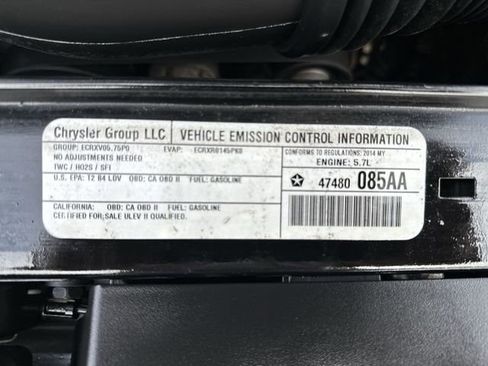 Chrysler Group LLC VEHICLE EMISSION CONTROL INFORMATION
GROUP: ECRXV05.75P0 EVAP: ECRXR0145PK0 CONFORMS TO REGULATIONS: 2014 MY
NO ADJUSTMENTS NEEDED ENGINE: 5.7L
TWC / HO2S / SFI
U.S. EPA: T2 B4 LDV OBD: CA OBD II FUEL: GASOLINE
47480 085AA
CALIFORNIA: OBD: CA OBD II FUEL: GASOLINE
CERTIFIED FOR SALE ULEV II QUALIFIED.